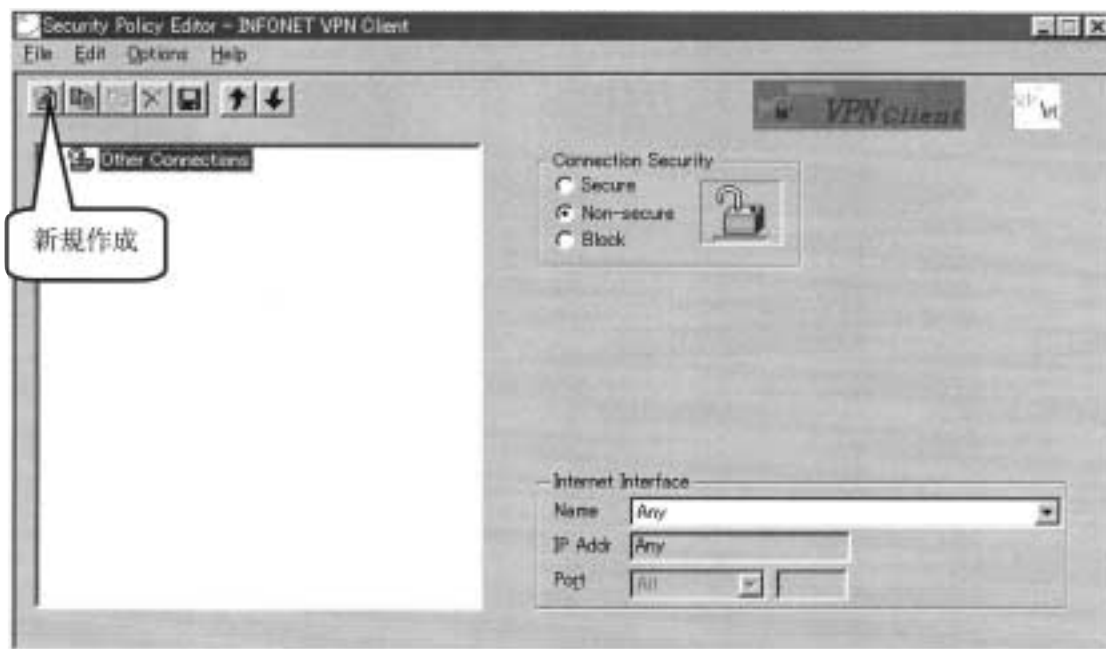 Security Policy Editor - INFONET VPN Client
File Edit Options Help
VPN Client
Other Connections
新規作成
Connection Security
Secure
Non-secure
Block
Internet Interface
Name Any
IP Addr Any
Port All